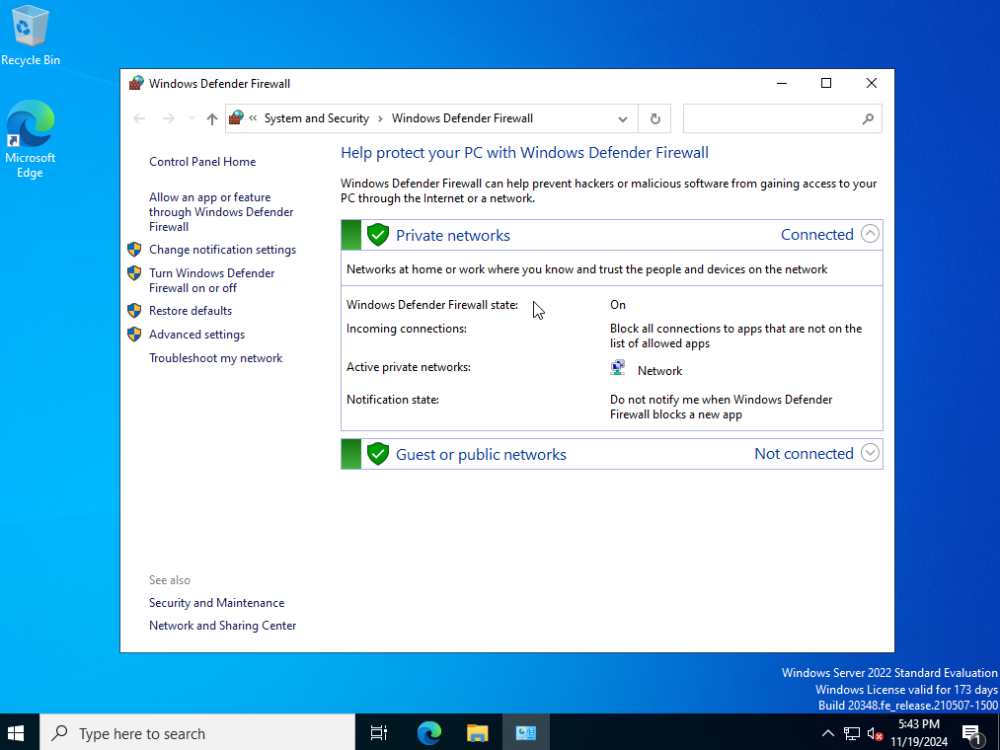 Recycle Bin
Microsoft
Edge
Windows Defender Firewall
« System and Security › Windows Defender Firewall
Control Panel Home
Allow an app or feature
through Windows Defender
Firewall
Change notification settings
Turn Windows Defender
Firewall on or off
Restore defaults
Advanced settings
Troubleshoot my network
See also
Security and Maintenance
Network and Sharing Center
Help protect your PC with Windows Defender Firewall
Windows Defender Firewall can help prevent hackers or malicious software from gaining access to your
PC through the Internet or a network.
Private networks Connected
Networks at home or work where you know and trust the people and devices on the network
Windows Defender Firewall state: On
Incoming connections: Block all connections to apps that are not on the
list of allowed apps
Active private networks: Network
Notification state: Do not notify me when Windows Defender
Firewall blocks a new app
Guest or public networks Not connected
Windows Server 2022 Standard Evaluation
Windows License valid for 173 days
Build 20348.fe_release.210507-1500
Type here to search
5:43 PM
11/19/2024
1